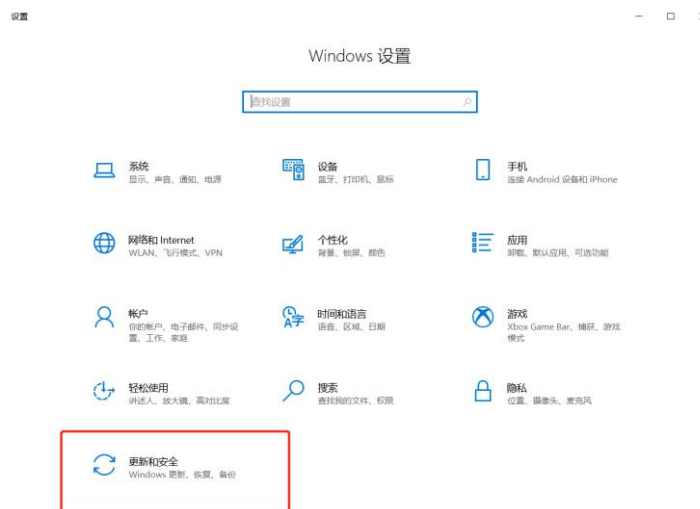 设置
Windows 设置
查找设置
系统
显示、声音、通知、电源
设备
蓝牙、打印机、鼠标
手机
连接 Android 设备和 iPhone
网络和 Internet
WLAN、飞行模式、VPN
个性化
背景、锁屏、颜色
应用
卸载、默认应用、可选功能
帐户
你的帐户、电子邮件、同步设
置、工作、家庭
时间和语言
语音、区域、日期
游戏
Xbox Game Bar、捕获、游戏
模式
轻松使用
讲述人、放大镜、高对比度
搜索
查找我的文件、权限
隐私
位置、摄像头、麦克风
更新和安全
Windows 更新、恢复、备份